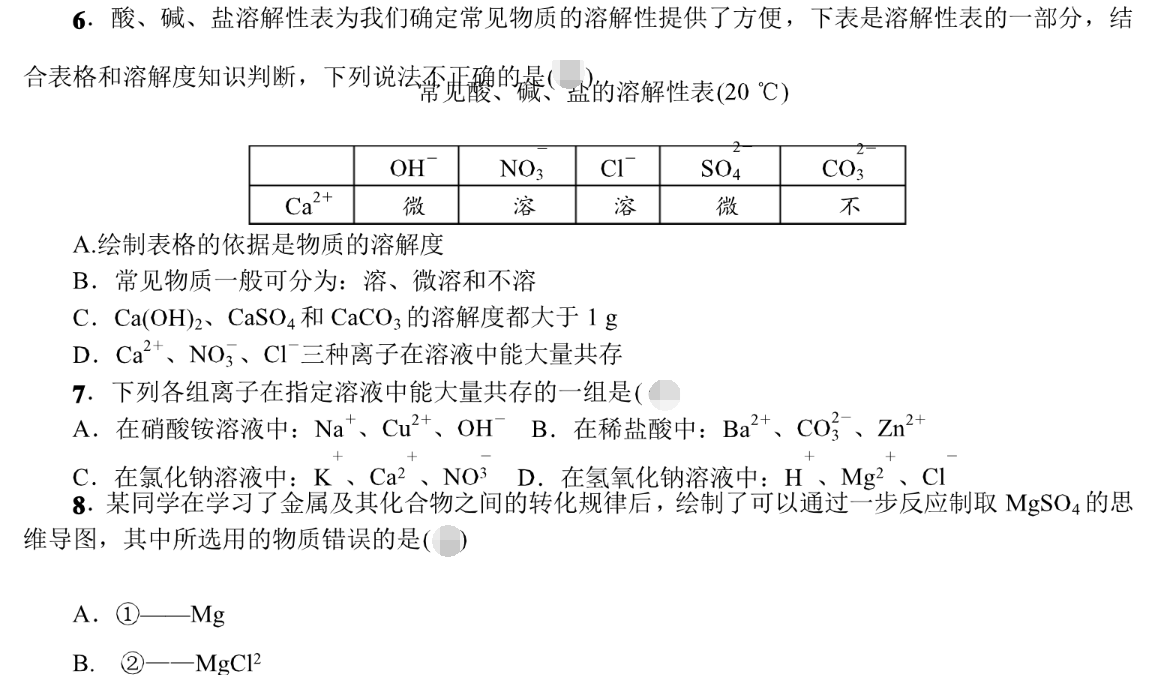 6．酸、碱、盐溶解性表为我们确定常见物质的溶解性提供了方便，下表是溶解性表的一部分，结
合表格和溶解度知识判断，下列说法不正确的是( )
常见酸、碱、盐的溶解性表(20 ℃)
OH⁻ NO₃⁻ Cl⁻ SO₄²⁻ CO₃²⁻
Ca²⁺ 微 溶 溶 微 不
A.绘制表格的依据是物质的溶解度
B．常见物质一般可分为：溶、微溶和不溶
C．Ca(OH)₂、CaSO₄和 CaCO₃的溶解度都大于 1 g
D．Ca²⁺、NO₃⁻、Cl⁻三种离子在溶液中能大量共存
7．下列各组离子在指定溶液中能大量共存的一组是(
A．在硝酸铵溶液中：Na⁺、Cu²⁺、OH⁻ B．在稀盐酸中：Ba²⁺、CO₃²⁻、Zn²⁺
C．在氯化钠溶液中：K⁺、Ca2⁺、NO3⁻ D．在氢氧化钠溶液中：H⁺、Mg2⁺、Cl⁻
8．某同学在学习了金属及其化合物之间的转化规律后，绘制了可以通过一步反应制取 MgSO₄的思
维导图，其中所选用的物质错误的是( )
A．①——Mg
B. ②——MgCl²